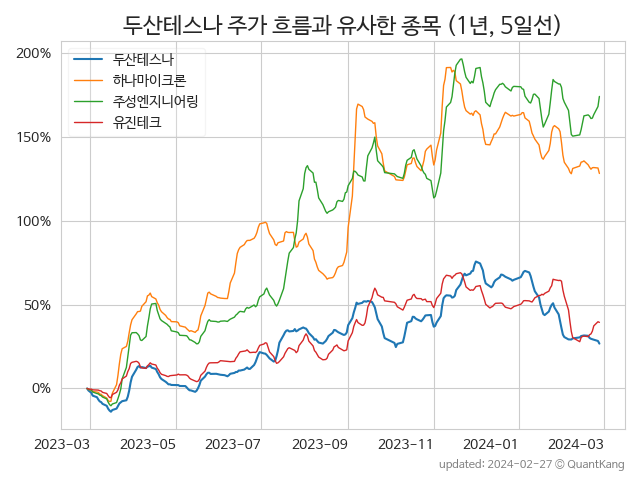 두산테스나 주가 흐름과 유사한 종목 (1년, 5일선)
두산테스나
하나마이크론
주성엔지니어링
유진테크
200%
150%
100%
50%
0%
2023-03 2023-05 2023-07 2023-09 2023-11 2024-01 2024-03
updated: 2024-02-27 © QuantKang